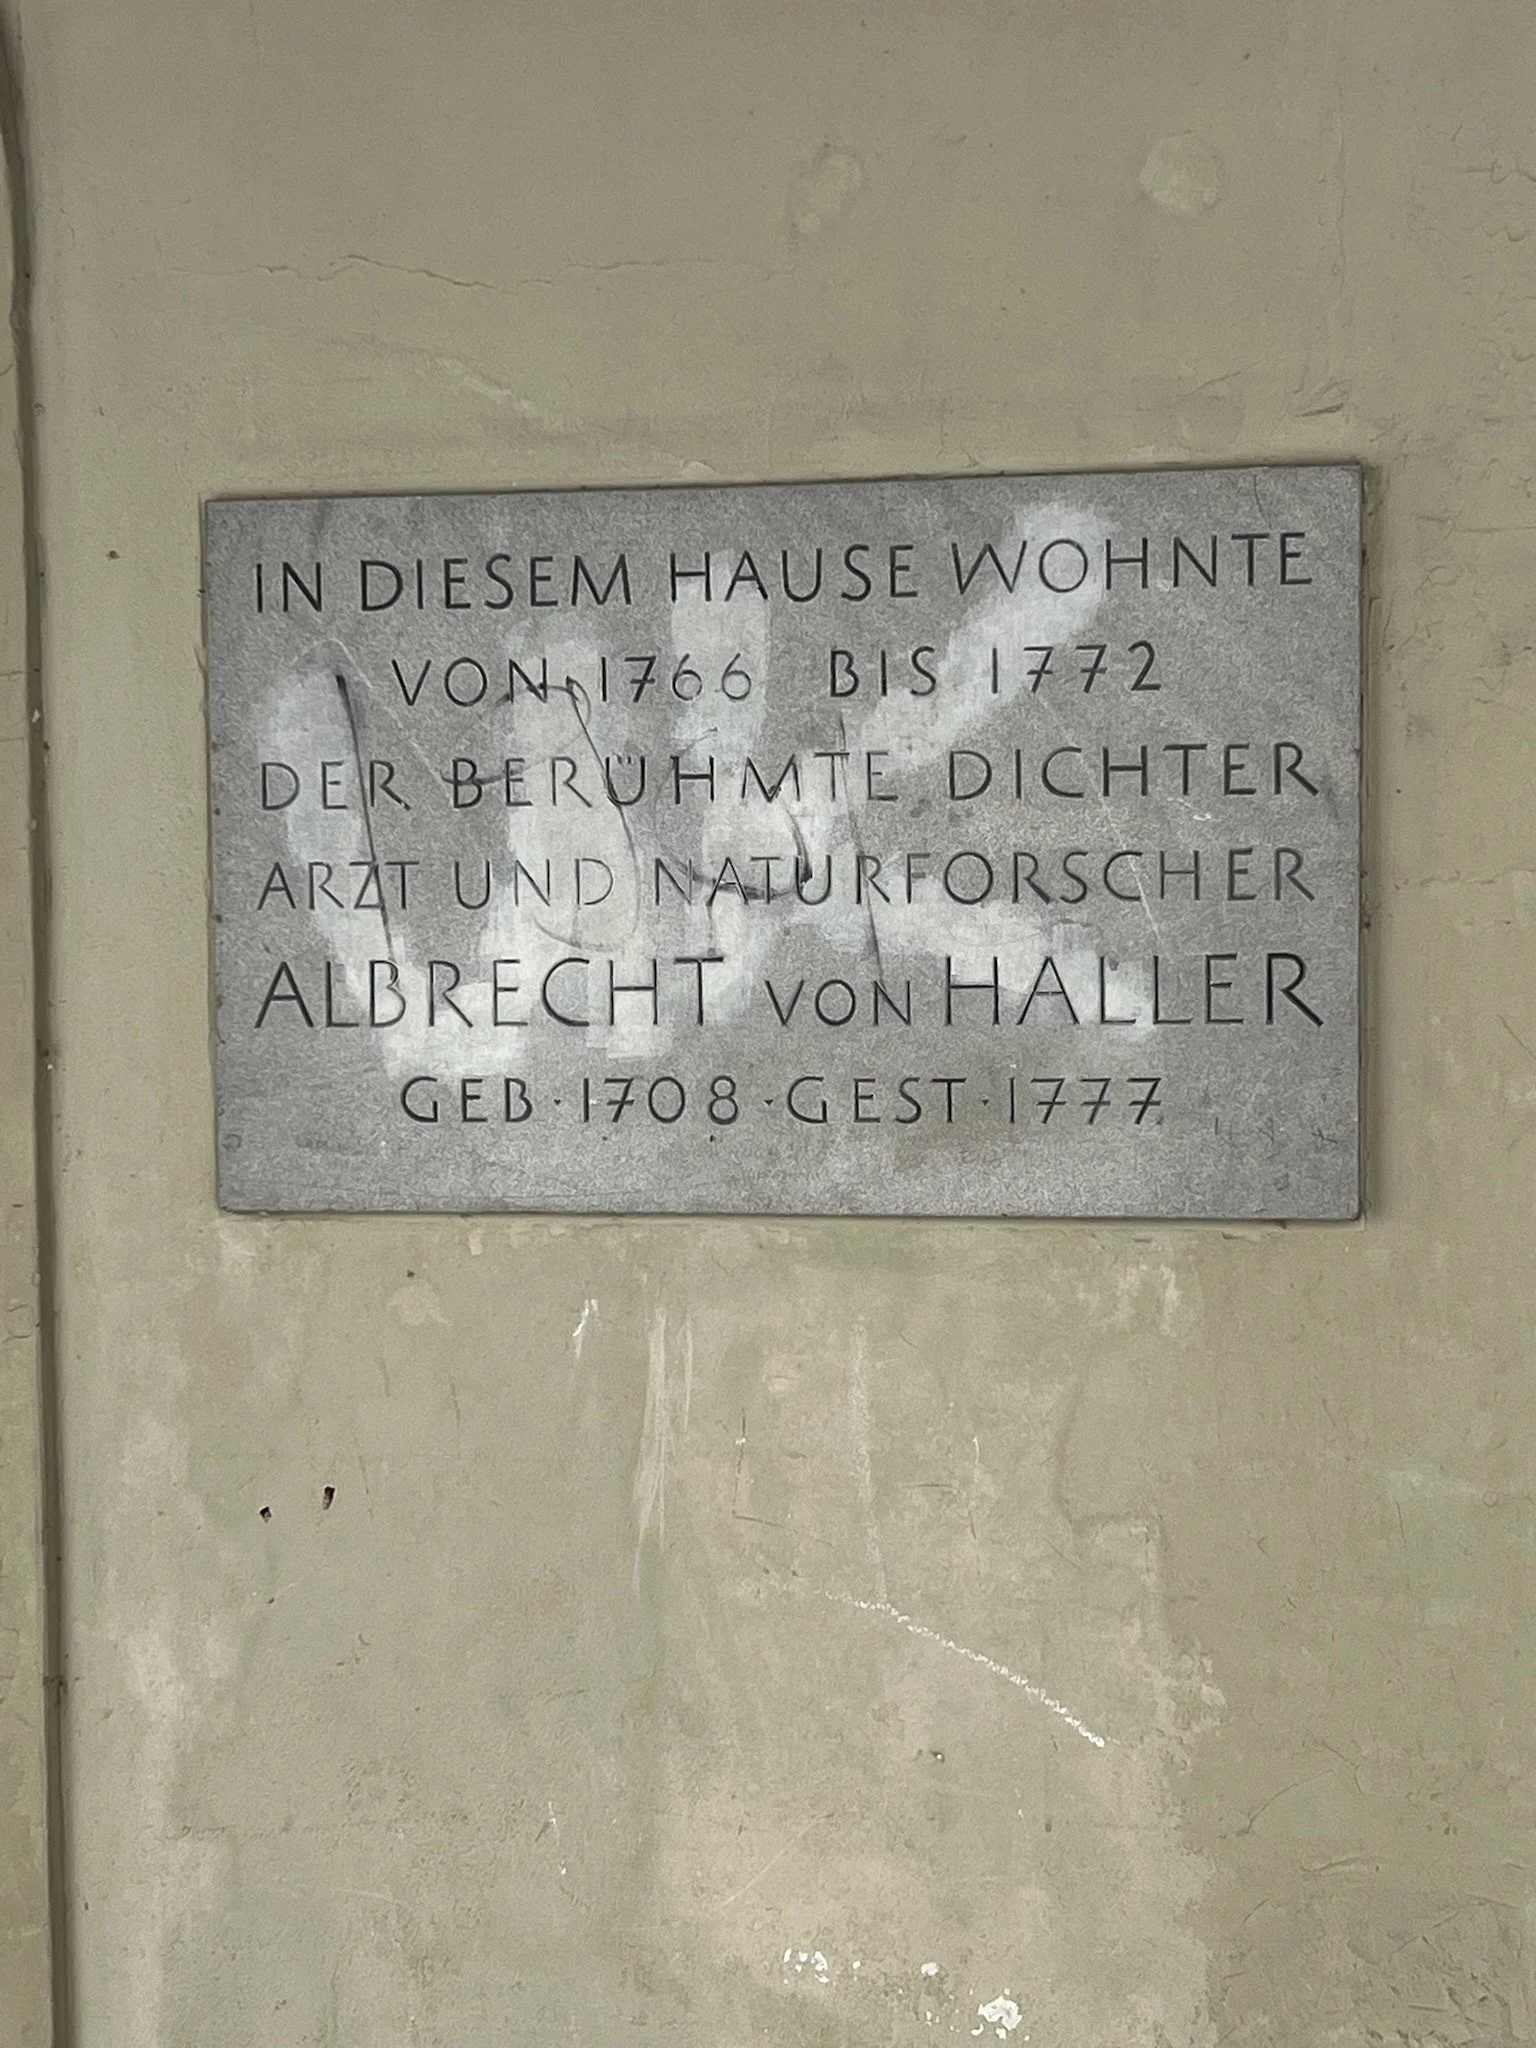 IN DIESEM HAUSE WOHNTE
VON 1766 BIS 1772
DER BERÜHMTE DICHTER
ARZT UND NATURFORSCHER
ALBRECHT VON HALLER
GEB · 1708 · GEST · 1777